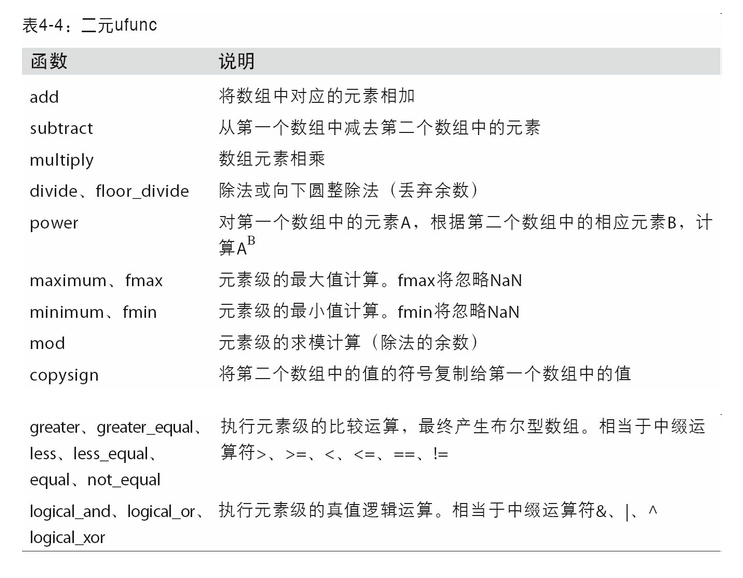 表4-4：二元ufunc
函数 说明
add 将数组中对应的元素相加
subtract 从第一个数组中减去第二个数组中的元素
multiply 数组元素相乘
divide、floor_divide 除法或向下圆整除法（丢弃余数）
power 对第一个数组中的元素A，根据第二个数组中的相应元素B，计
算A^B
maximum、fmax 元素级的最大值计算。fmax将忽略NaN
minimum、fmin 元素级的最小值计算。fmin将忽略NaN
mod 元素级的求模计算（除法的余数）
copysign 将第二个数组中的值的符号复制给第一个数组中的值
greater、greater_equal、 执行元素级的比较运算，最终产生布尔型数组。相当于中缀运
less、less_equal、 算符>、>=、<、<=、==、!=
equal、not_equal
logical_and、logical_or、 执行元素级的真值逻辑运算。相当于中缀运算符&、|、^
logical_xor